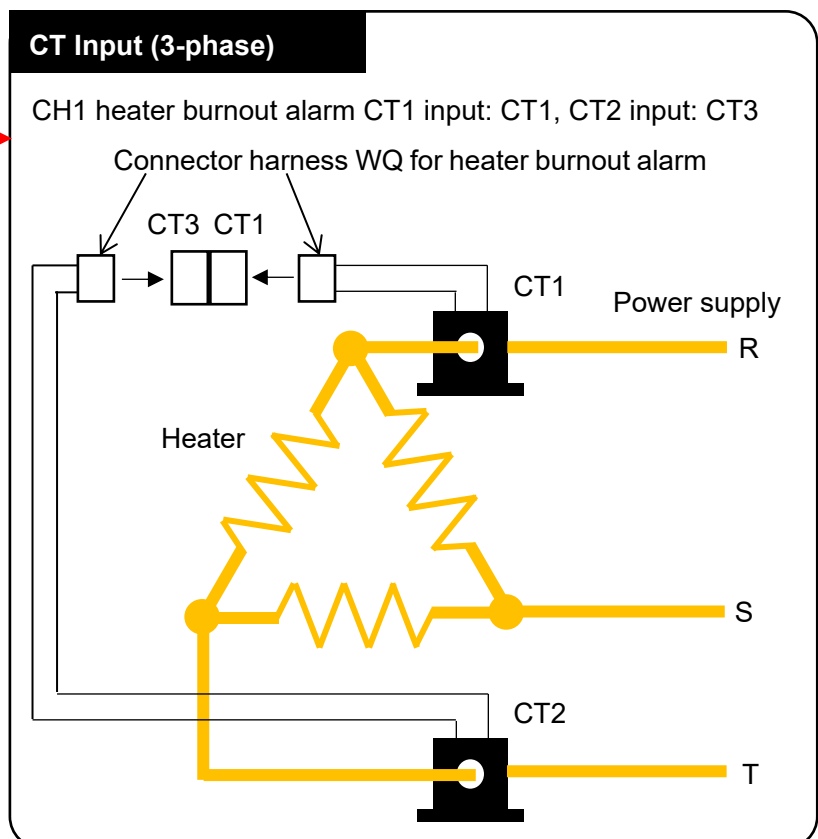 CT Input (3-phase)
CH1 heater burnout alarm CT1 input: CT1, CT2 input: CT3
Connector harness WQ for heater burnout alarm
CT3 CT1
CT1
Power supply
R
Heater
S
CT2
T